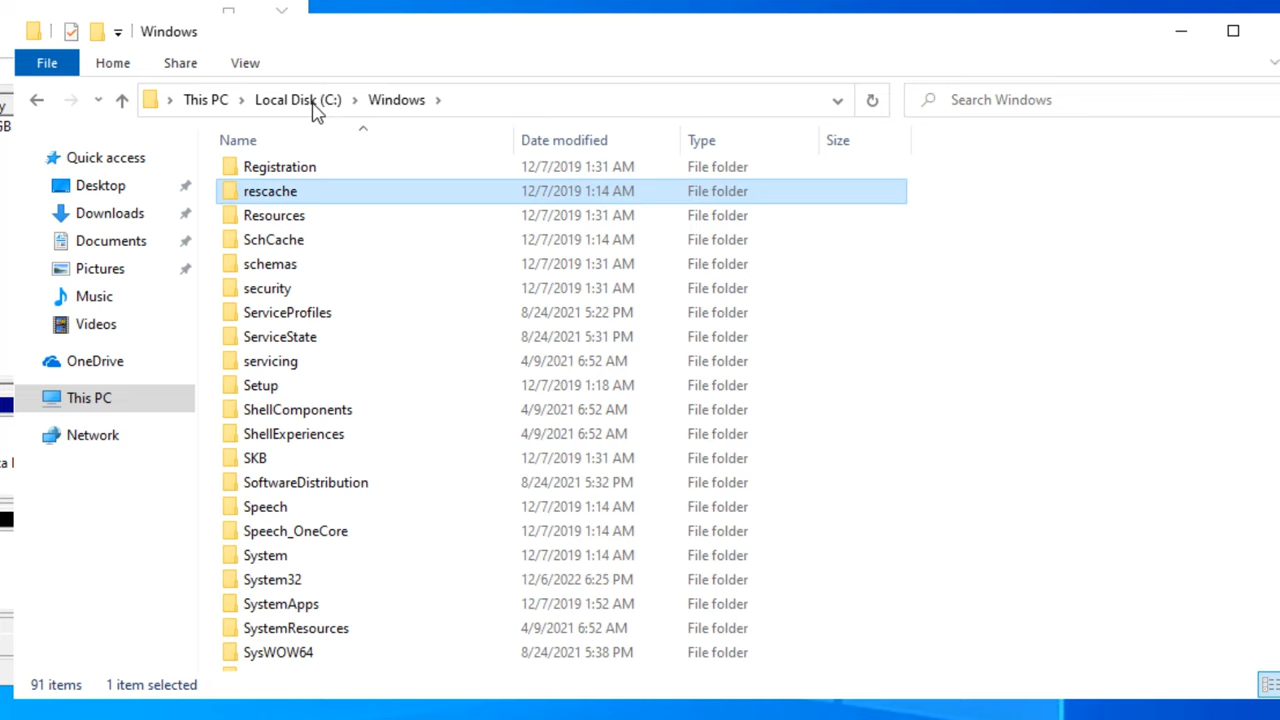 Windows
File Home Share View
This PC Local Disk (C:) Windows Search Windows
Name Date modified Type Size
Quick access
Desktop
Downloads
Documents
Pictures
Music
Videos
OneDrive
This PC
Network
Registration 12/7/2019 1:31 AM File folder
rescache 12/7/2019 1:14 AM File folder
Resources 12/7/2019 1:31 AM File folder
SchCache 12/7/2019 1:14 AM File folder
schemas 12/7/2019 1:31 AM File folder
security 12/7/2019 1:31 AM File folder
ServiceProfiles 8/24/2021 5:22 PM File folder
ServiceState 8/24/2021 5:31 PM File folder
servicing 4/9/2021 6:52 AM File folder
Setup 12/7/2019 1:18 AM File folder
ShellComponents 4/9/2021 6:52 AM File folder
ShellExperiences 4/9/2021 6:52 AM File folder
SKB 12/7/2019 1:31 AM File folder
SoftwareDistribution 8/24/2021 5:32 PM File folder
Speech 12/7/2019 1:14 AM File folder
Speech_OneCore 12/7/2019 1:14 AM File folder
System 12/7/2019 1:14 AM File folder
System32 12/6/2022 6:25 PM File folder
SystemApps 12/7/2019 1:52 AM File folder
SystemResources 4/9/2021 6:52 AM File folder
SysWOW64 8/24/2021 5:38 PM File folder
91 items 1 item selected